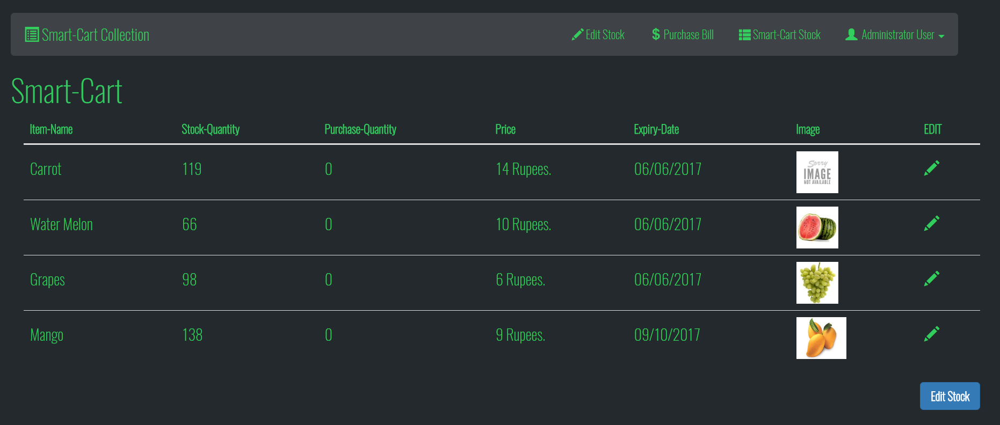 Smart-Cart Collection Edit Stock $ Purchase Bill Smart-Cart Stock Administrator User
Smart-Cart
Item-Name Stock-Quantity Purchase-Quantity Price Expiry-Date Image EDIT
Carrot 119 0 14 Rupees. 06/06/2017
Sorry
IMAGE
NOT AVAILABLE
Water Melon 66 0 10 Rupees. 06/06/2017
Grapes 98 0 6 Rupees. 06/06/2017
Mango 138 0 9 Rupees. 09/10/2017
Edit Stock